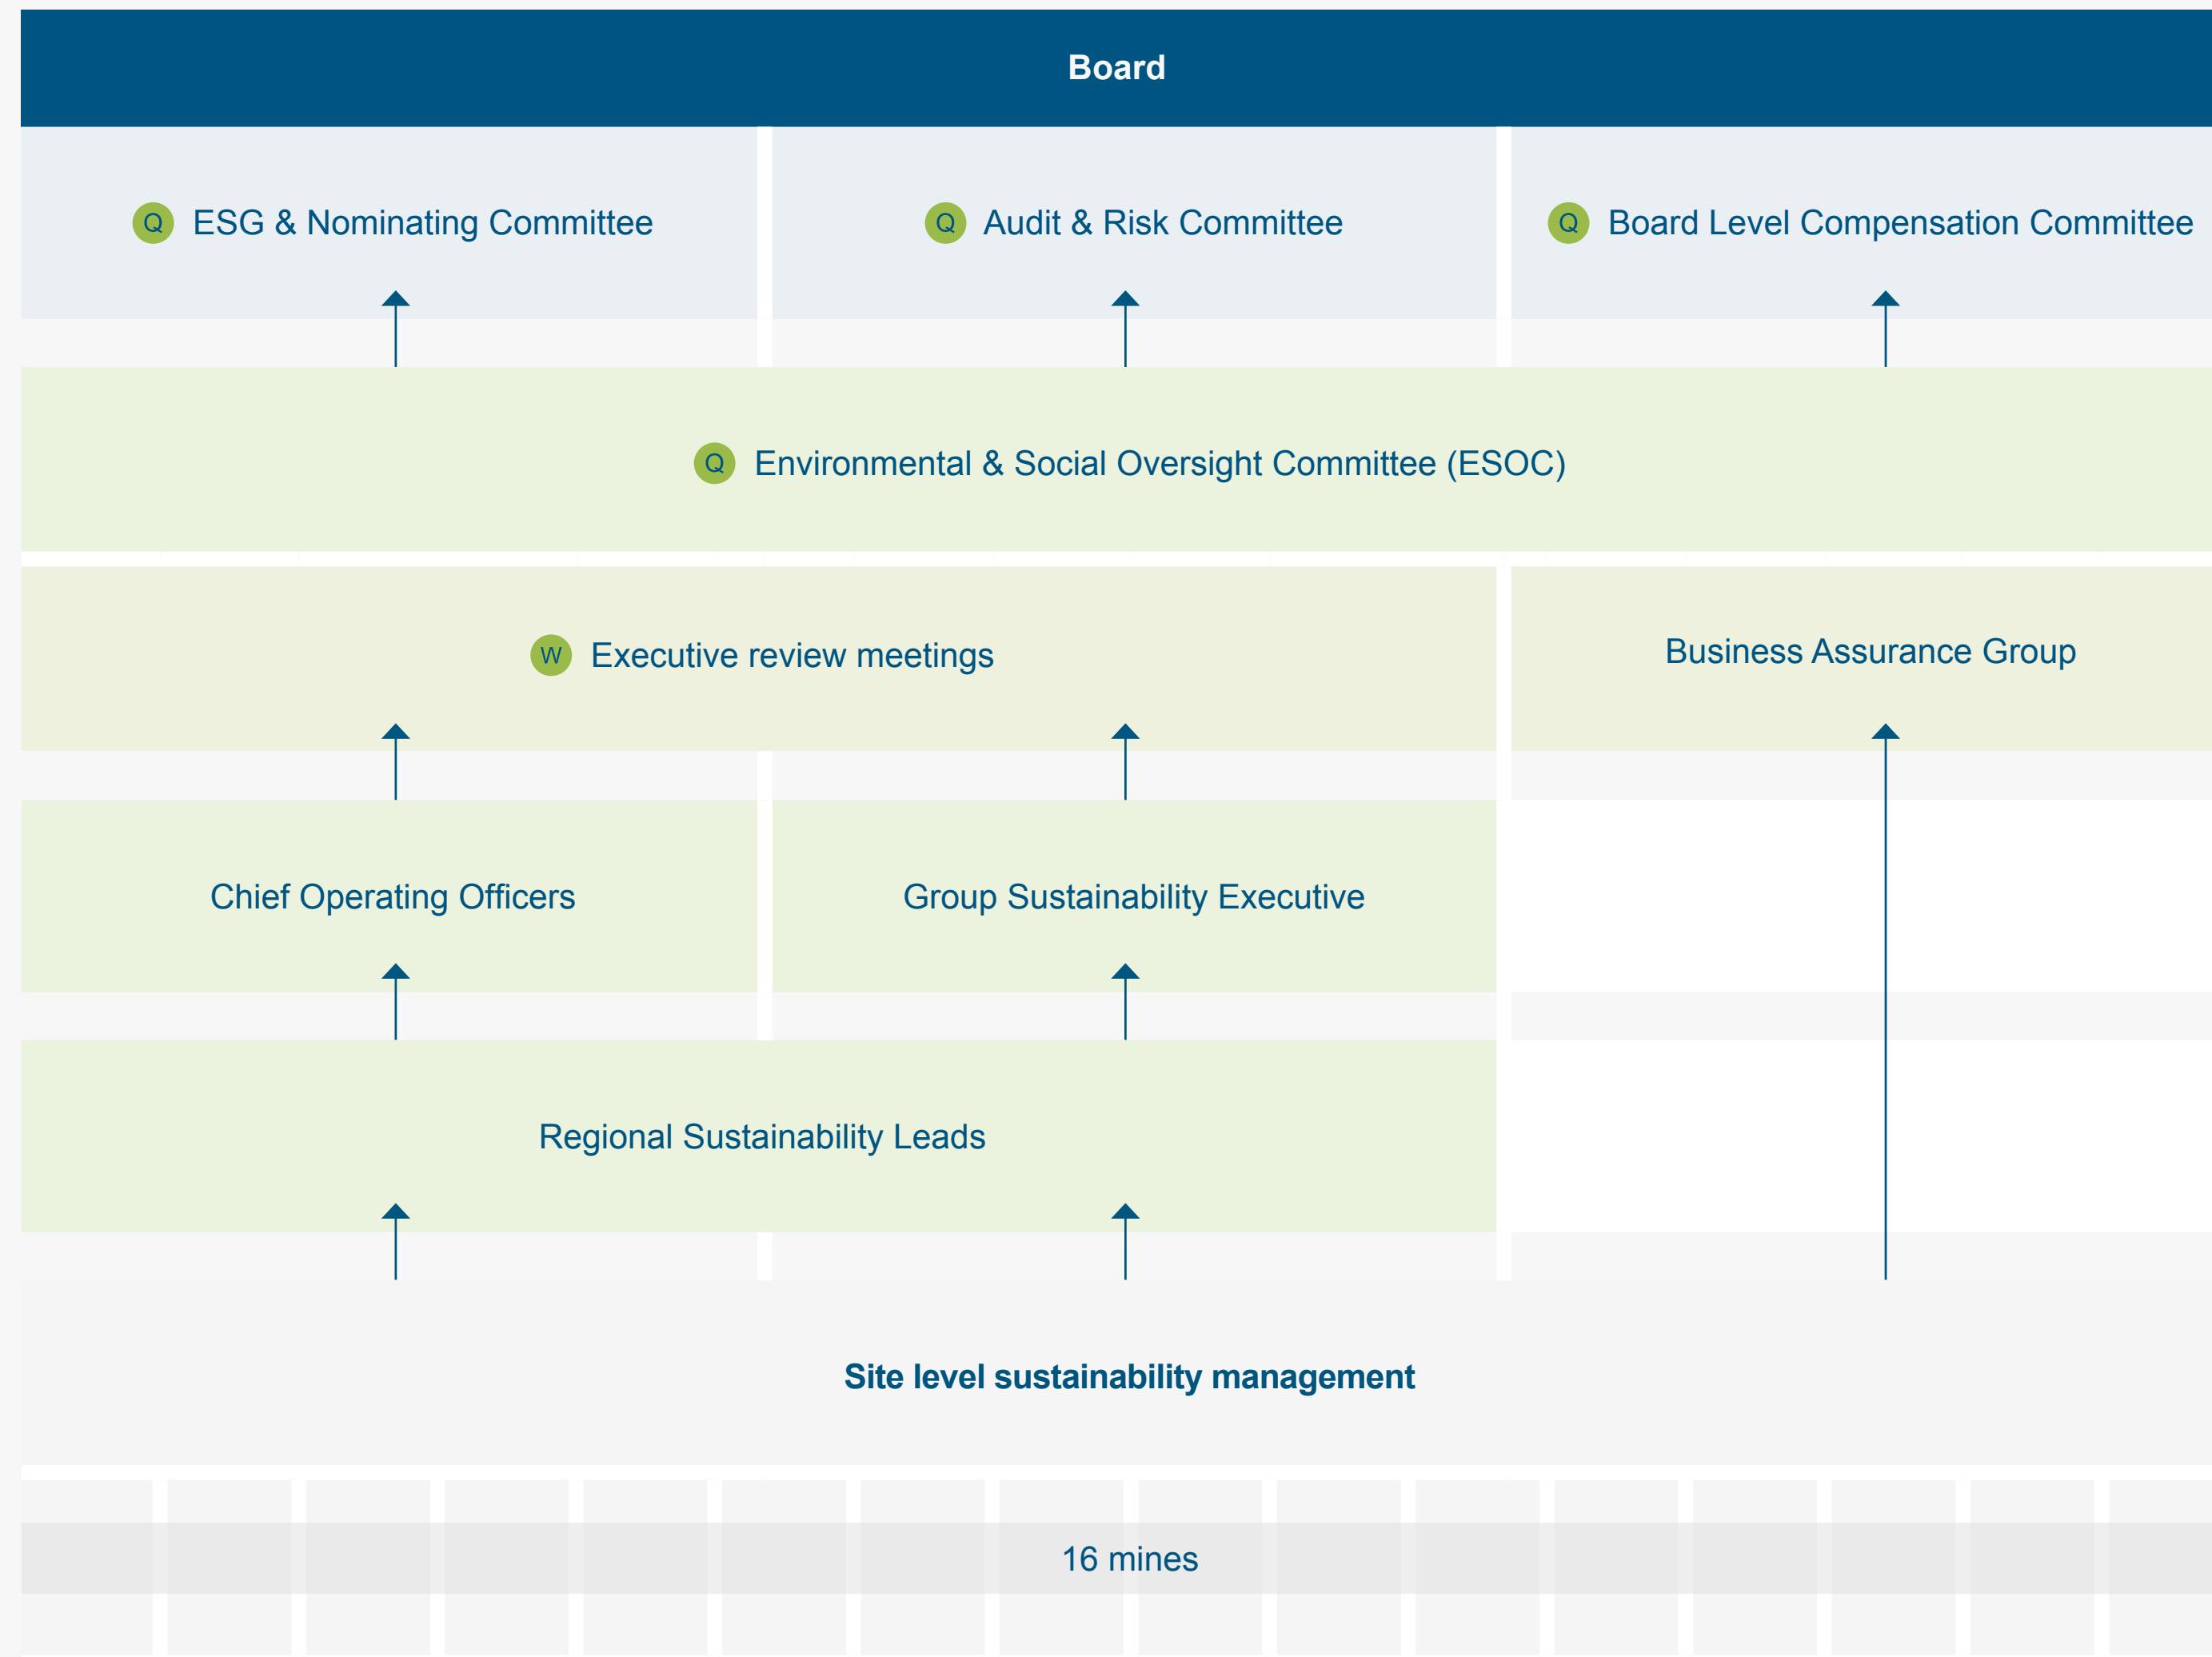 Board
Q ESG & Nominating Committee
Q Audit & Risk Committee
Q Board Level Compensation Committee
Q Environmental & Social Oversight Committee (ESOC)
W Executive review meetings
Business Assurance Group
Chief Operating Officers
Group Sustainability Executive
Regional Sustainability Leads
Site level sustainability management
16 mines